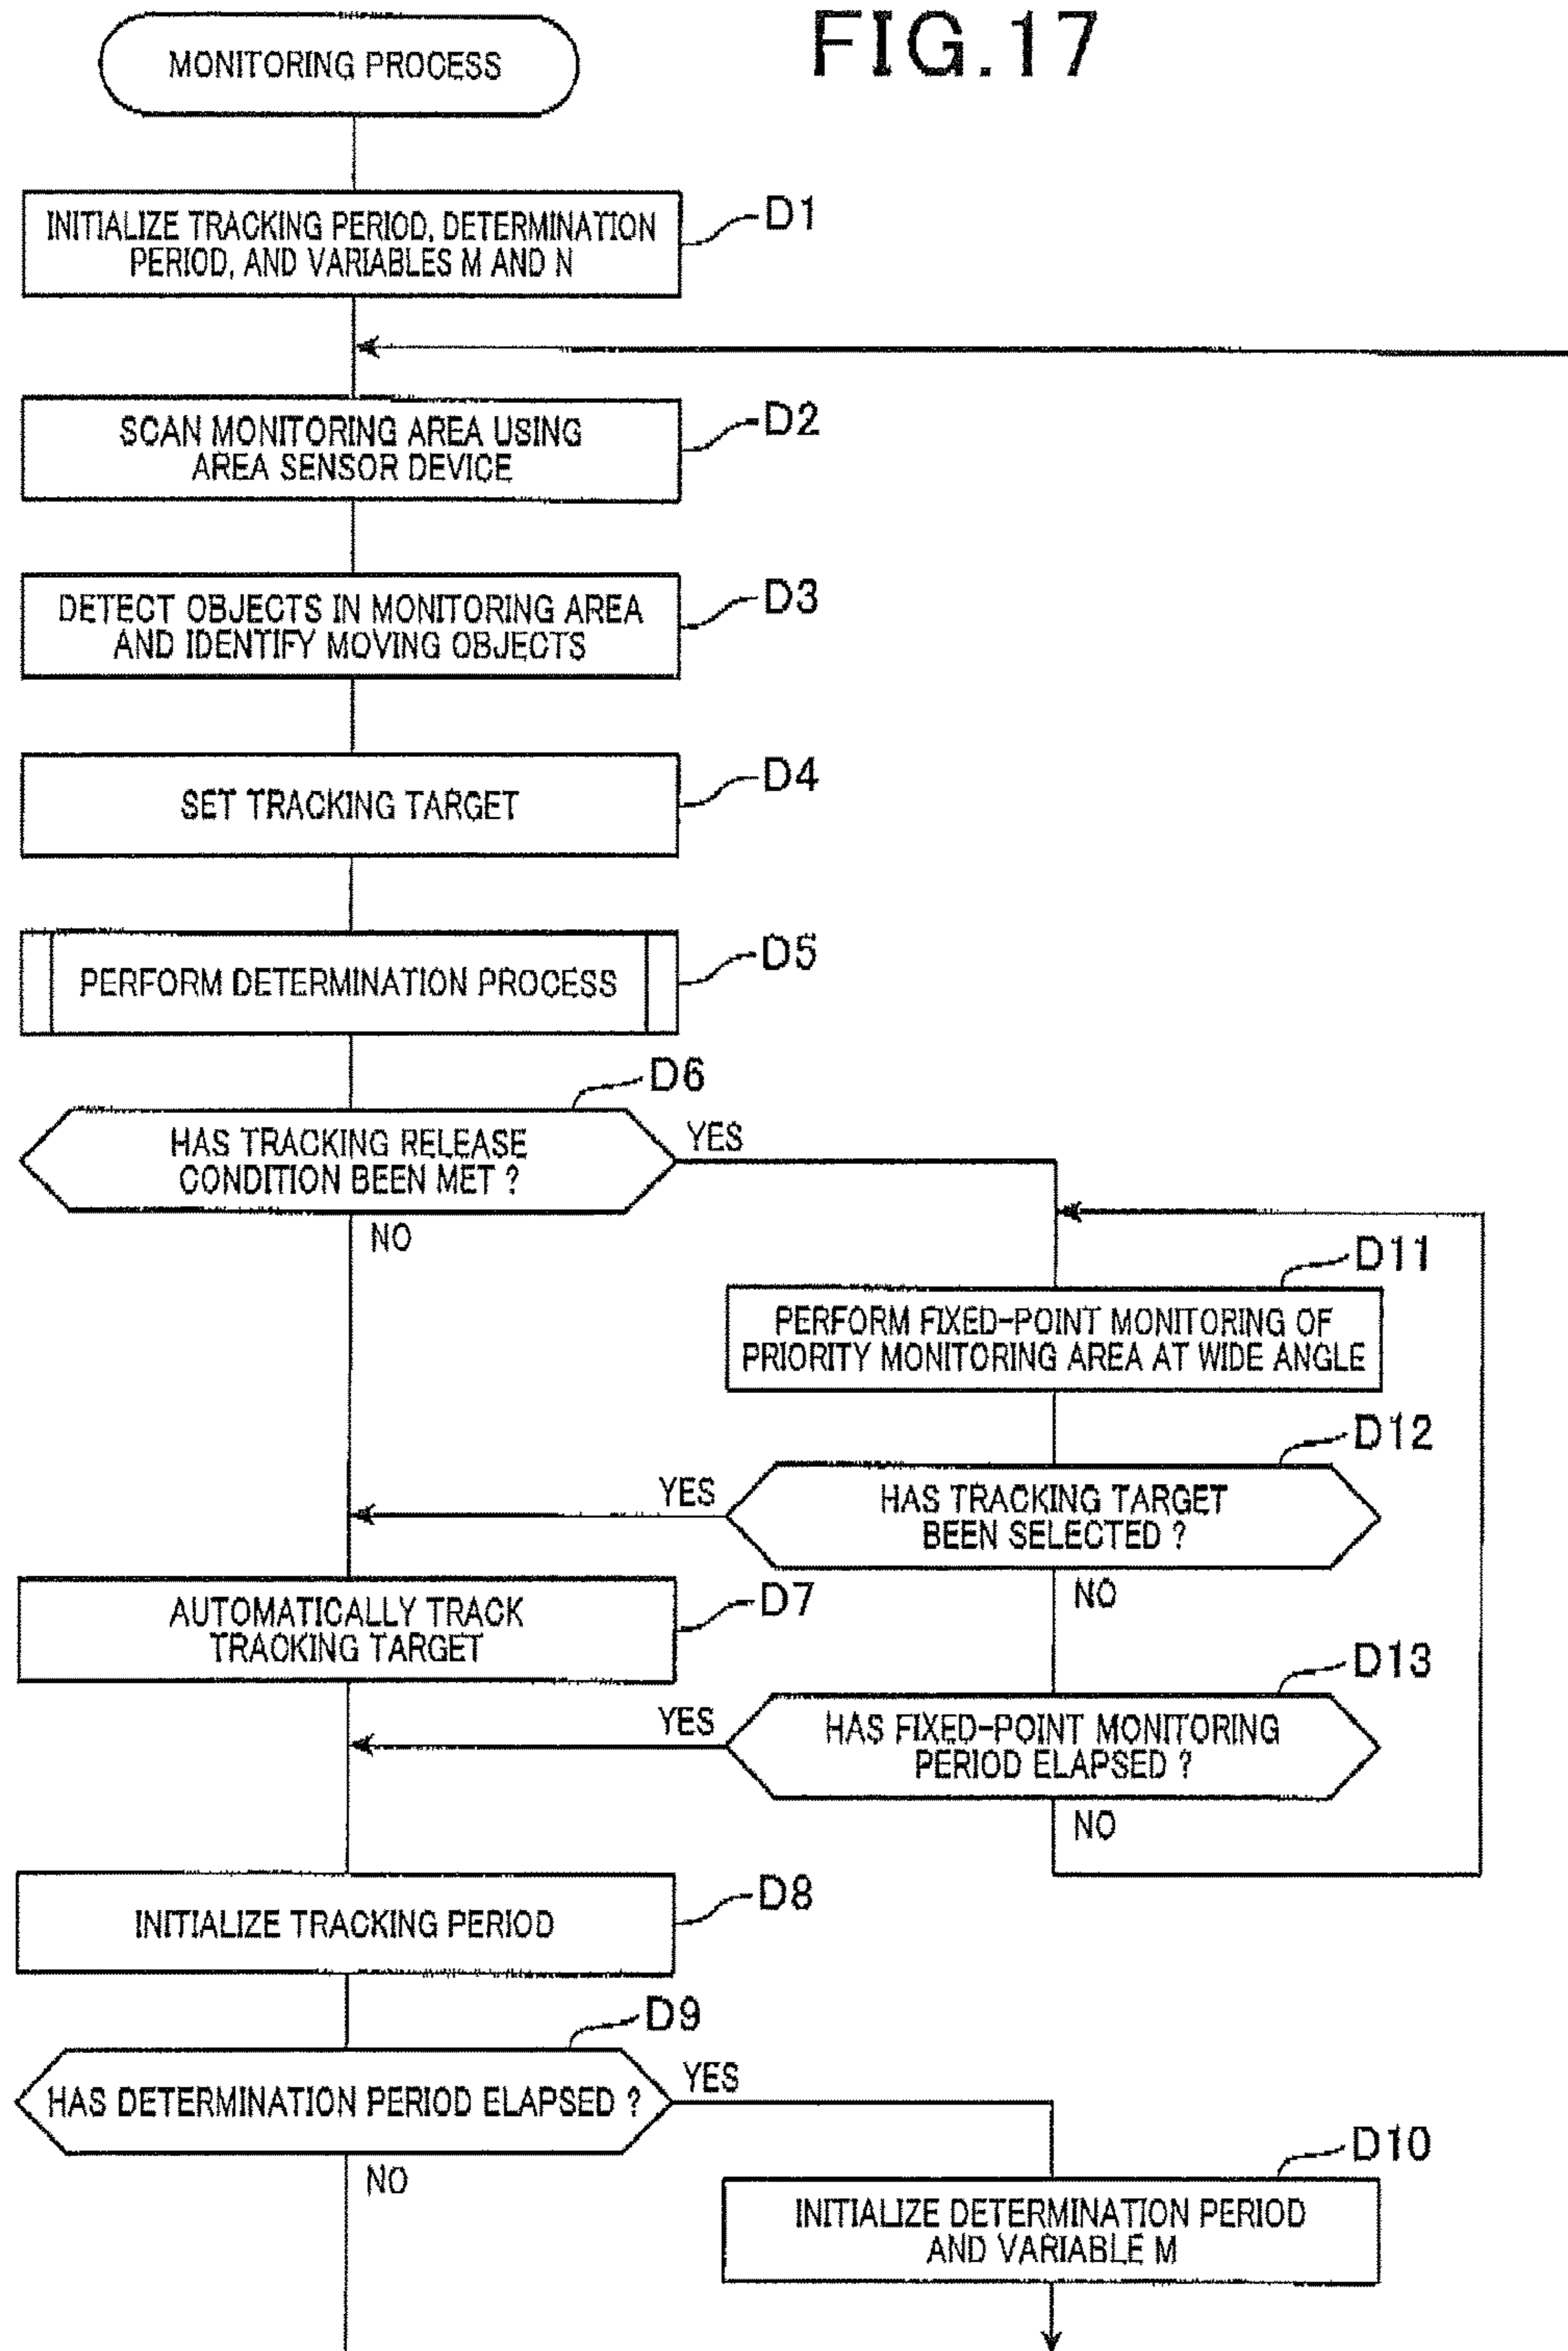 FIG.17
MONITORING PROCESS
INITIALIZE TRACKING PERIOD, DETERMINATION
PERIOD, AND VARIABLES M AND N
D1
SCAN MONITORING AREA USING
AREA SENSOR DEVICE
D2
DETECT OBJECTS IN MONITORING AREA
AND IDENTIFY MOVING OBJECTS
D3
SET TRACKING TARGET
D4
PERFORM DETERMINATION PROCESS
D5
D6
HAS TRACKING RELEASE
CONDITION BEEN MET ?
YES
NO
D11
PERFORM FIXED-POINT MONITORING OF
PRIORITY MONITORING AREA AT WIDE ANGLE
D12
YES
HAS TRACKING TARGET
BEEN SELECTED ?
NO
AUTOMATICALLY TRACK
TRACKING TARGET
D7
D13
YES
HAS FIXED-POINT MONITORING
PERIOD ELAPSED ?
NO
INITIALIZE TRACKING PERIOD
D8
D9
HAS DETERMINATION PERIOD ELAPSED ?
YES
NO
D10
INITIALIZE DETERMINATION PERIOD
AND VARIABLE M